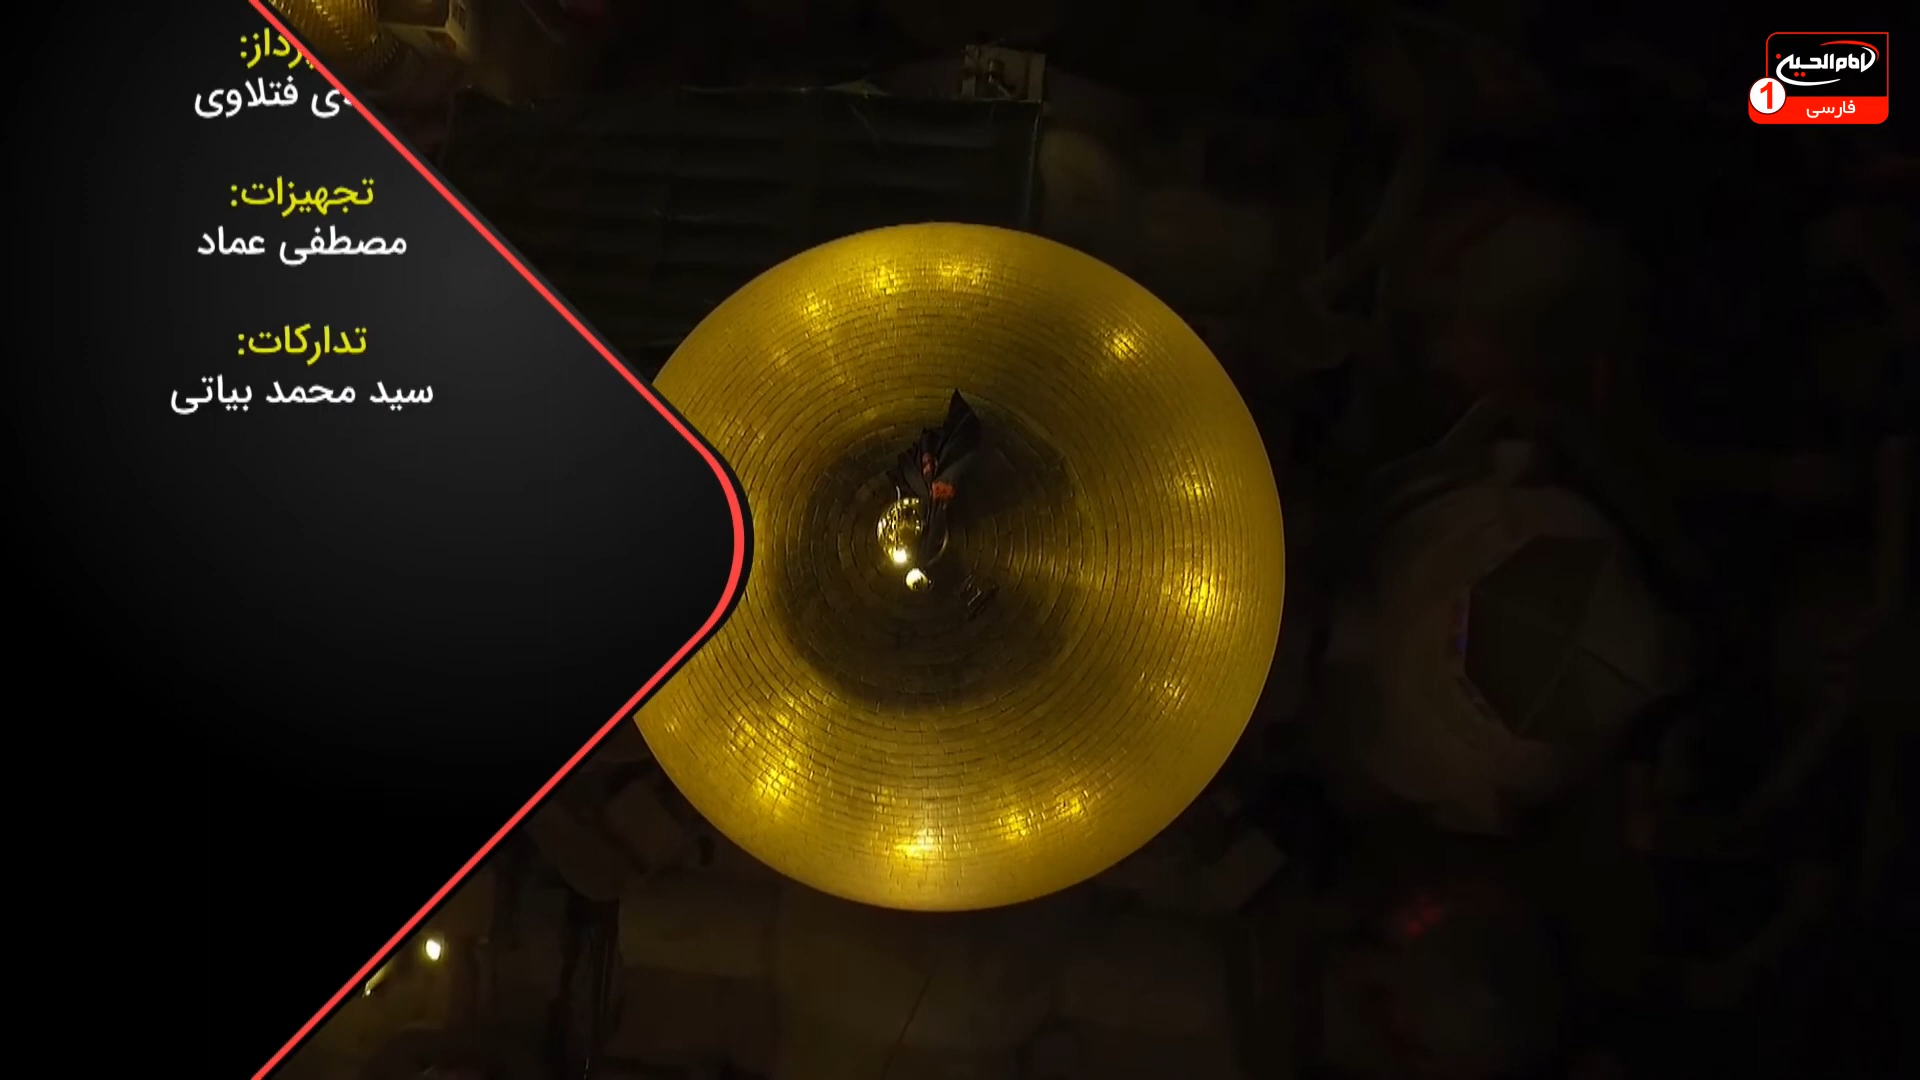 فتلاوی
تجهیزات:
مصطفی عماد
تدارکات:
سید محمد بیاتی
امام الحسین
1
فارسی